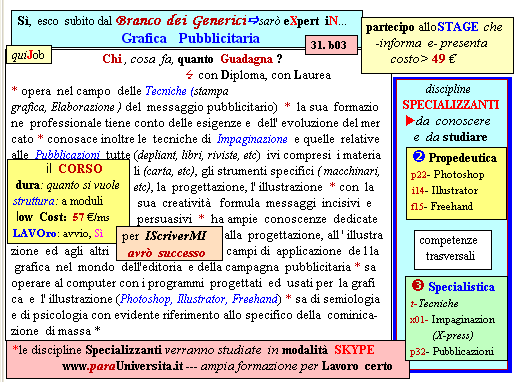 Sì, esco subito dal Branco dei Generici➩sarò eXpert iN...
Grafica Pubblicitaria
31. b03
quiJob
Chi, cosa fa, quanto Guadagna ?
ϟ con Diploma, con Laurea
* opera nel campo delle Tecniche (stampa
grafica, Elaborazione ) del messaggio pubblicitario) * la sua formazio
ne professionale tiene conto delle esigenze e dell' evoluzione del mer
cato * conosace inoltre le tecniche di Impaginazione e quelle relative
alle Pubblicazioni tutte (depliant, libri, riviste, etc) ivi compresi i materia
li (carta, etc), gli strumenti specifici ( macchinari,
etc), la progettazione, l' illustrazione * con la
sua creatività formula messaggi incisivi e
persuasivi * ha ampie conoscenze dedicate
alla progettazione, all' illustra
zione ed agli altri campi di applicazione de l la
grafica nel mondo dell'editoria e della campagna pubblicitaria * sa
operare al computer con i programmi progettati ed usati per la grafi
ca e l' illustrazione (Photoshop, Illustrator, Freehand) * sa di semiologia
e di psicologia con evidente riferimento allo specifico della cominica-
zione di massa *
il CORSO
dura: quanto si vuole
struttura: a moduli
low Cost: 57 €/ms
LAVOro: avvio, Sì
per IScriverMI
avrò successo
*le discipline Specializzanti verranno studiate in modalità SKYPE
www.paraUniversita.it --- ampia formazione per Lavoro certo
partecipo alloSTAGE che
-informa e- presenta
costo > 49 €
discipline
SPECIALIZZANTI
▶da conoscere
e da studiare
❷ Propedeutica
p22- Photoshop
i14- Illustrator
f15- Freehand
competenze
trasversali
❸ Specialistica
t-Tecniche
x01- Impaginazion
(X-press)
p32- Pubblicazioni